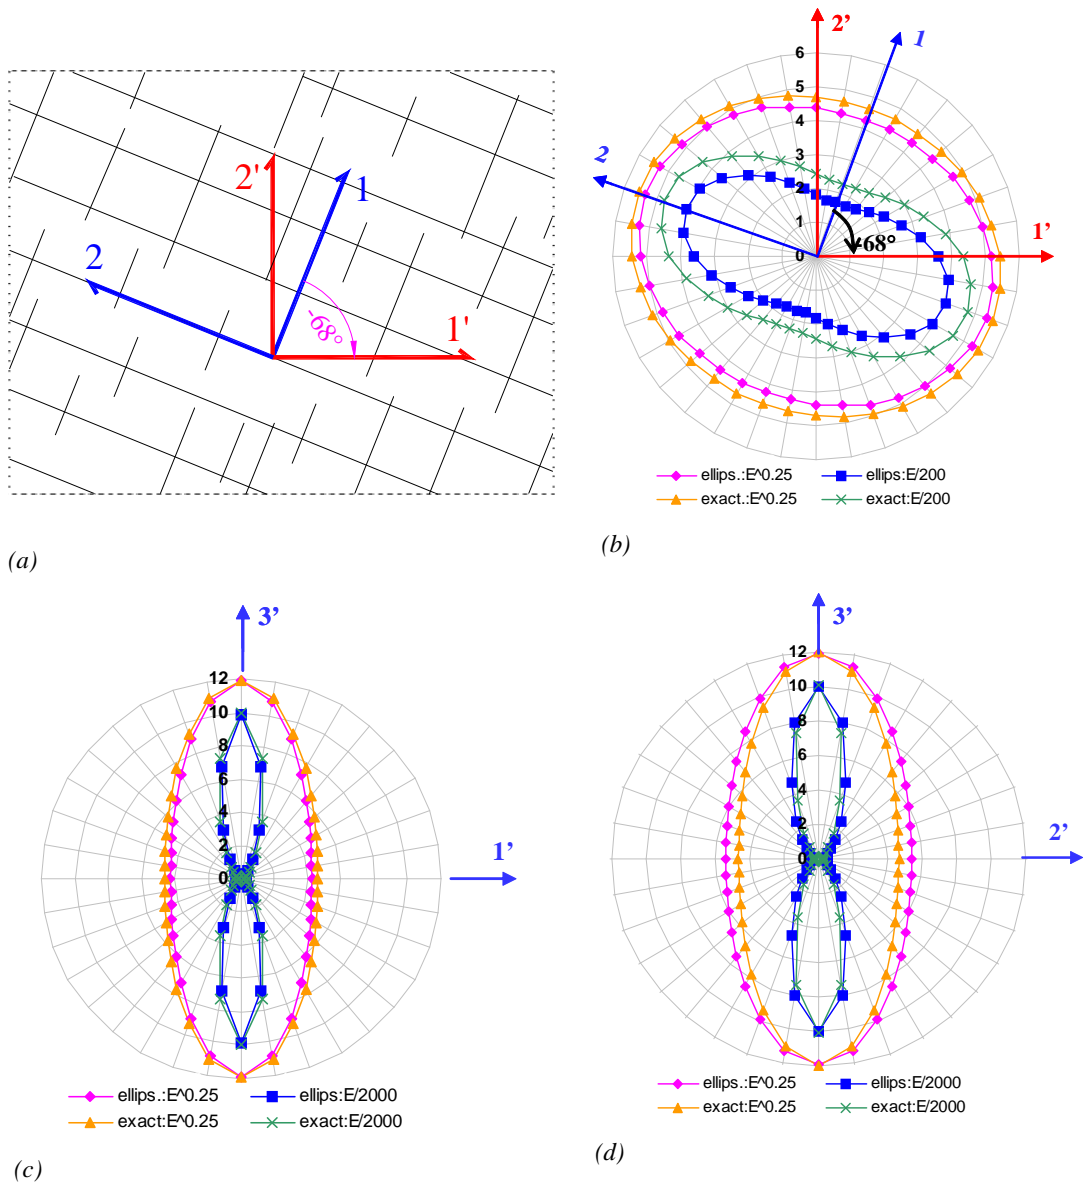 2'
1
2
-68°
1'
(a)
2’
1
6
5
4
3
2
2
1
0
-68°
1’
ellips.:E^0.25
ellips:E/200
exact.:E^0.25
exact:E/200
(b)
3’
12
10
8
6
4
2
0
1’
ellips.:E^0.25
ellips:E/2000
exact:E^0.25
exact:E/2000
(c)
3’
12
10
8
6
4
2
0
2’
ellips.:E^0.25
ellips:E/2000
exact:E^0.25
exact:E/2000
(d)